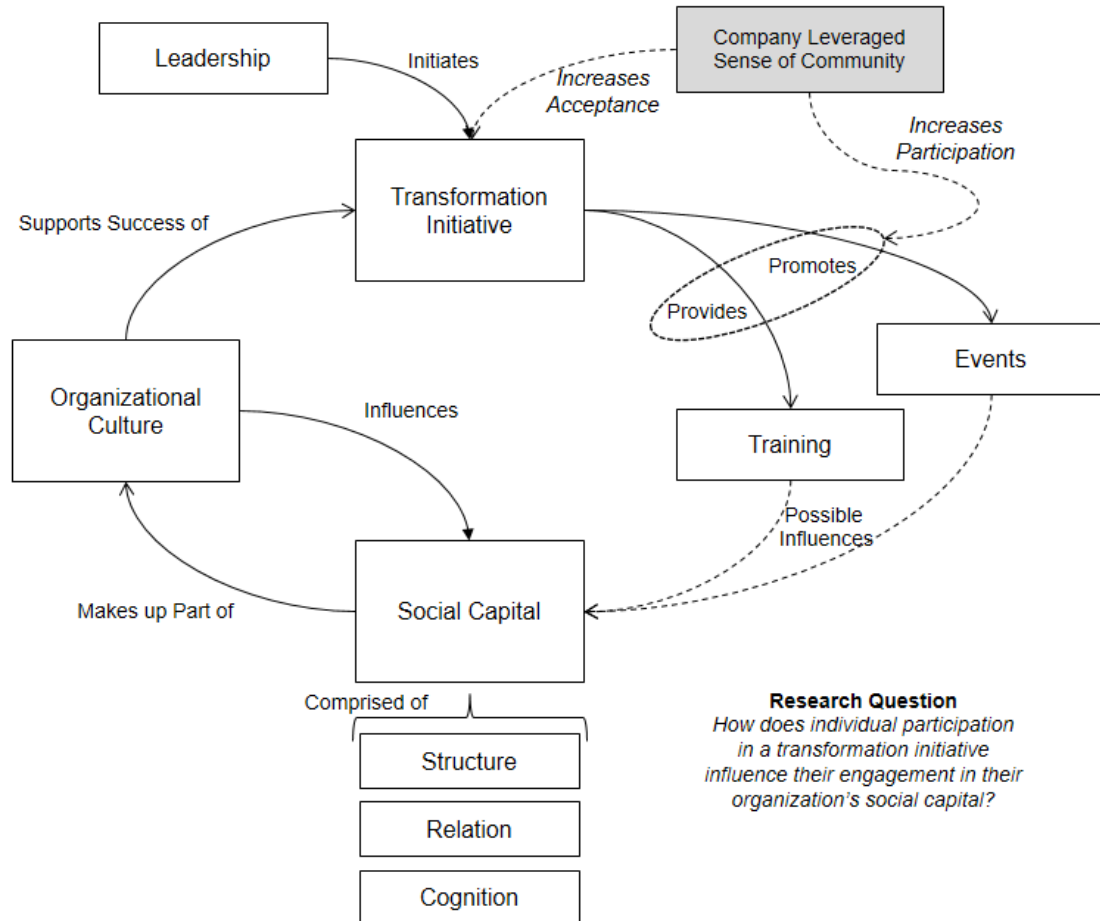 Leadership
Initiates
Increases
Acceptance
Company Leveraged
Sense of Community
Increases
Participation
Transformation
Initiative
Supports Success of
Promotes
Provides
Events
Organizational
Culture
Influences
Training
Possible
Influences
Makes up Part of
Social Capital
Comprised of
Structure
Relation
Cognition
Research Question
How does individual participation
in a transformation initiative
influence their engagement in their
organization's social capital?